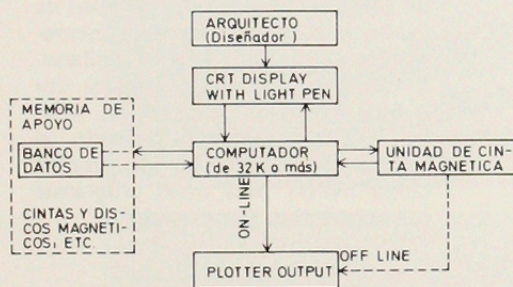 ARQUITECTO
(Diseñador )
CRT DISPLAY
WITH LIGHT PEN
MEMORIA DE
APOYO
BANCO DE
DATOS
CINTAS Y DIS-
COS MAGNETI-
COS, ETC.
COMPUTADOR
(de 32 K o más)
UNIDAD DE CIN-
TA MAGNETICA
ON-LINE
OFF LINE
PLOTTER OUTPUT